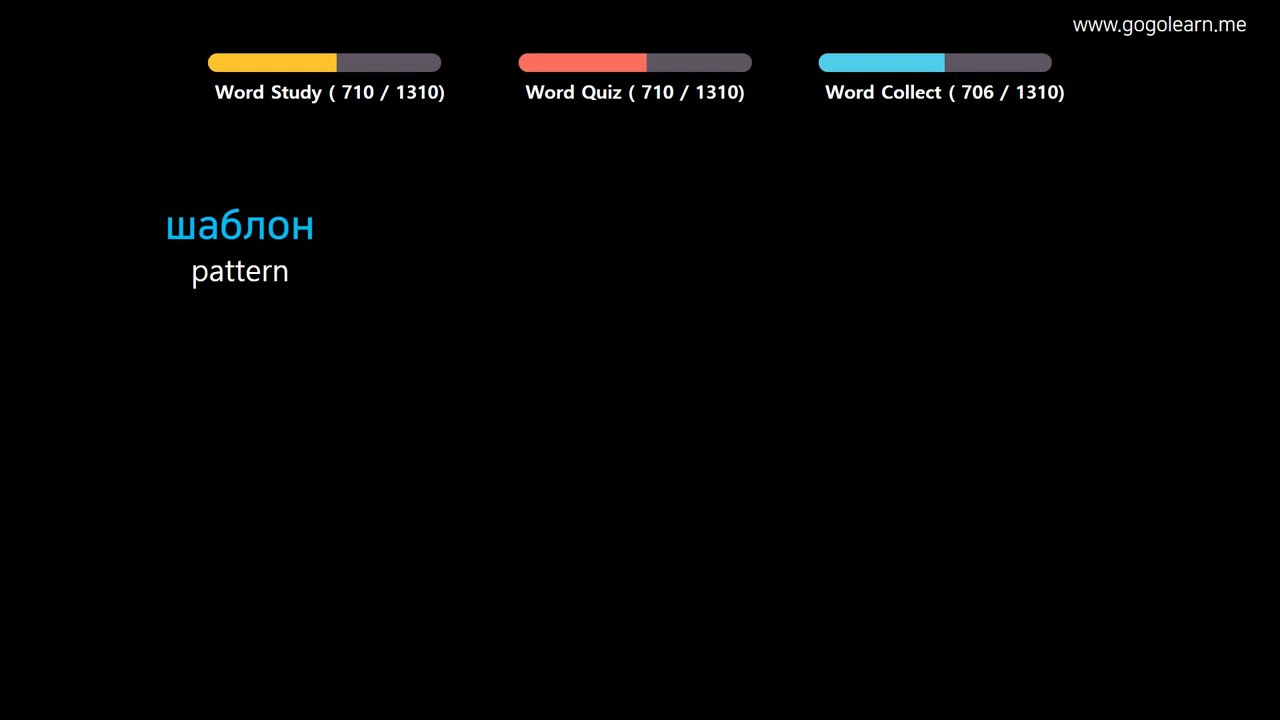 www.gogolearn.me
Word Study ( 710 / 1310)
Word Quiz ( 710 / 1310)
Word Collect ( 706 / 1310)
шаблон
pattern